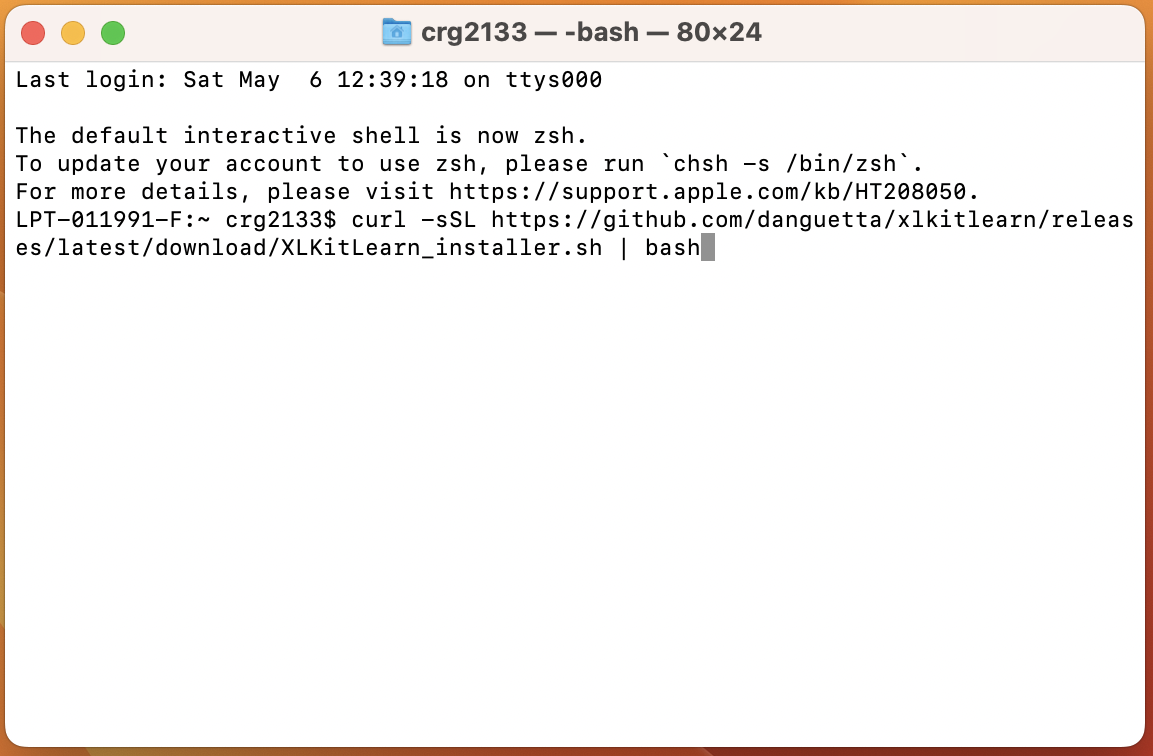 crg2133 — -bash — 80×24
Last login: Sat May  6 12:39:18 on ttys000
The default interactive shell is now zsh.
To update your account to use zsh, please run `chsh -s /bin/zsh`.
For more details, please visit https://support.apple.com/kb/HT208050.
LPT-011991-F:~ crg2133$ curl -sSL https://github.com/danguetta/xlkitlearn/releas
es/latest/download/XLKitLearn_installer.sh | bash